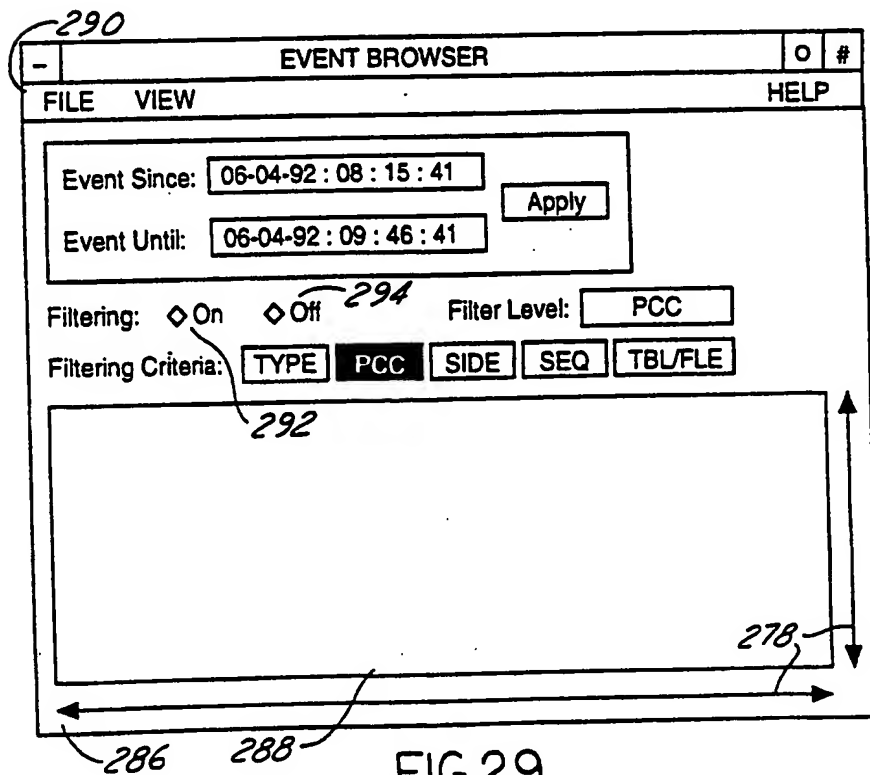 290
- EVENT BROWSER O #
FILE VIEW HELP
Event Since: 06-04-92 : 08 : 15 : 41
Apply
Event Until: 06-04-92 : 09 : 46 : 41
294
Filtering: On Off Filter Level: PCC
Filtering Criteria: TYPE PCC SIDE SEQ TBL/FLE
292
278
286 288
FIG.29